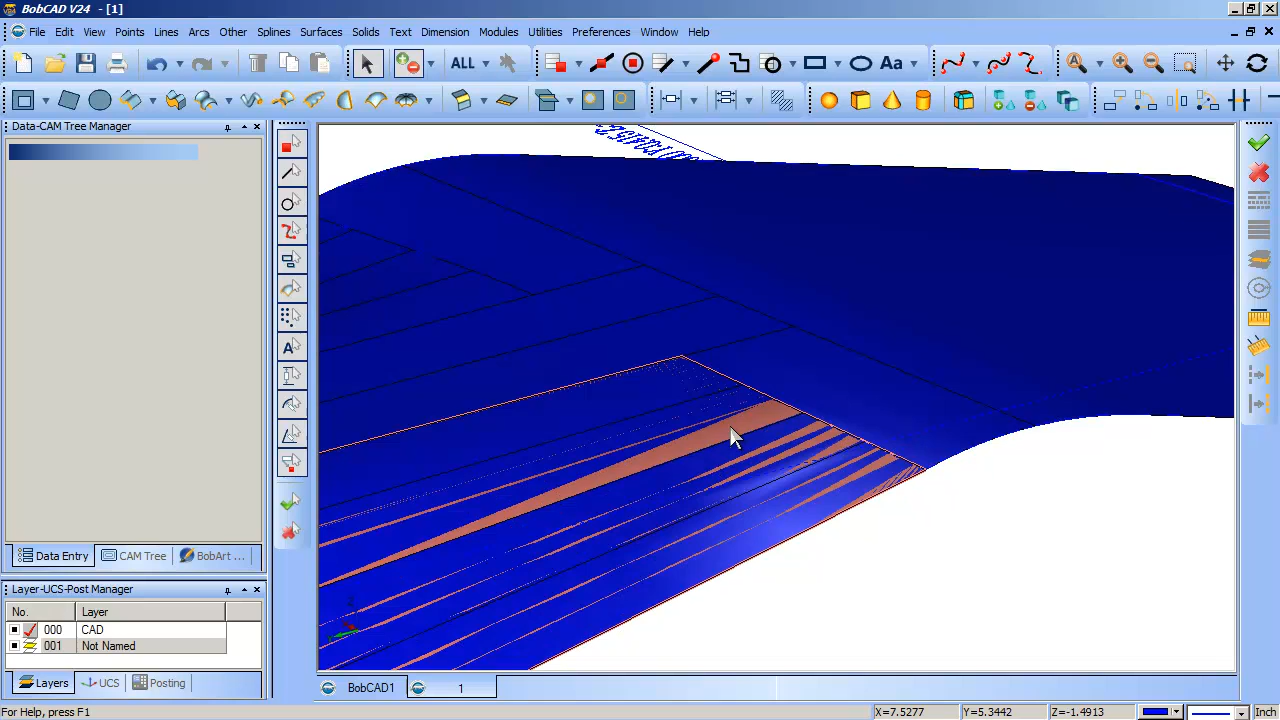 BobCAD V24 - [1]
File Edit View Points Lines Arcs Other Splines Surfaces Solids Text Dimension Modules Utilities Preferences Window Help
ALL
Aa
Data-CAM Tree Manager
Data Entry CAM Tree BobArt ...
Layer-UCS-Post Manager
No. Layer
000 CAD
001 Not Named
Layers UCS Posting
BobCAD1 1
For Help, press F1 X=7.5277 Y=5.3442 Z=-1.4913 Inch